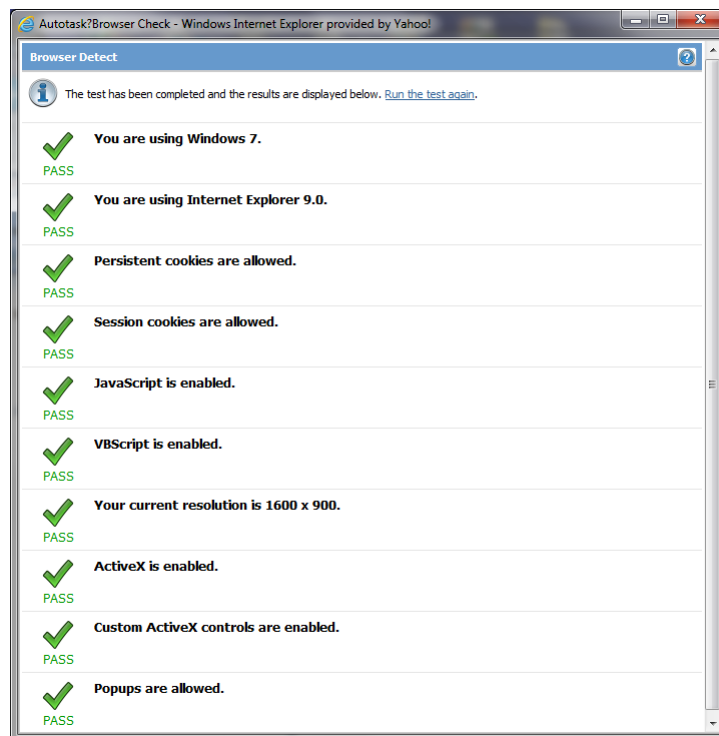 Autotask?Browser Check - Windows Internet Explorer provided by Yahoo!
Browser Detect
The test has been completed and the results are displayed below. Run the test again.
You are using Windows 7.
PASS
You are using Internet Explorer 9.0.
PASS
Persistent cookies are allowed.
PASS
Session cookies are allowed.
PASS
JavaScript is enabled.
PASS
VBScript is enabled.
PASS
Your current resolution is 1600 x 900.
PASS
ActiveX is enabled.
PASS
Custom ActiveX controls are enabled.
PASS
Popups are allowed.
PASS